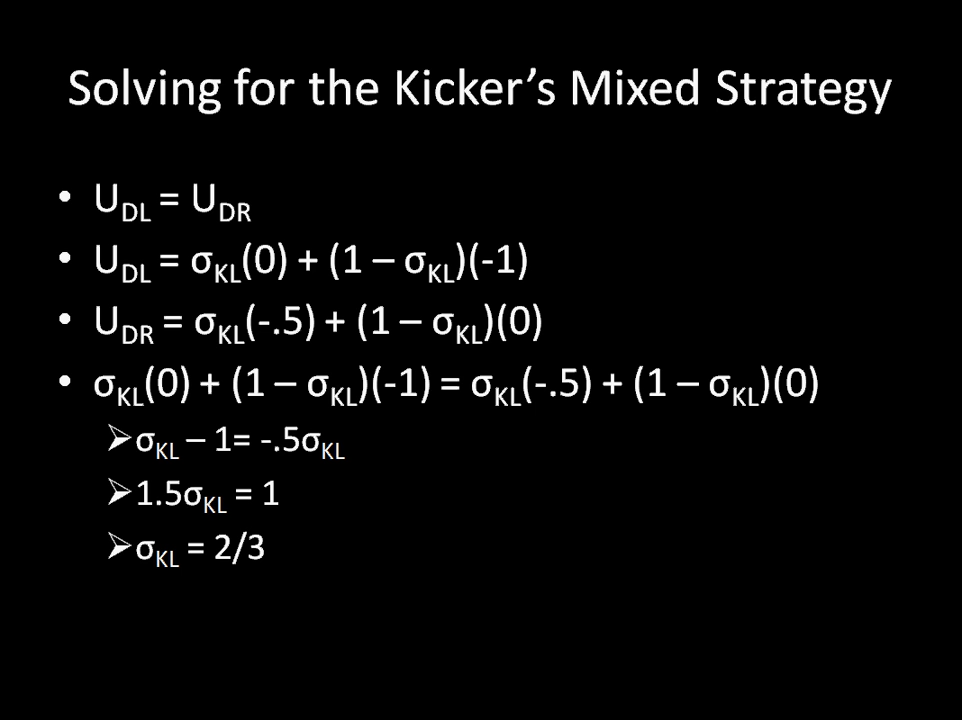 Solving for the Kicker’s Mixed Strategy
• U_DL = U_DR
• U_DL = σ_KL(0) + (1 – σ_KL)(-1)
• U_DR = σ_KL(-.5) + (1 – σ_KL)(0)
• σ_KL(0) + (1 – σ_KL)(-1) = σ_KL(-.5) + (1 – σ_KL)(0)
➢σ_KL – 1= -.5σ_KL
➢1.5σ_KL = 1
➢σ_KL = 2/3